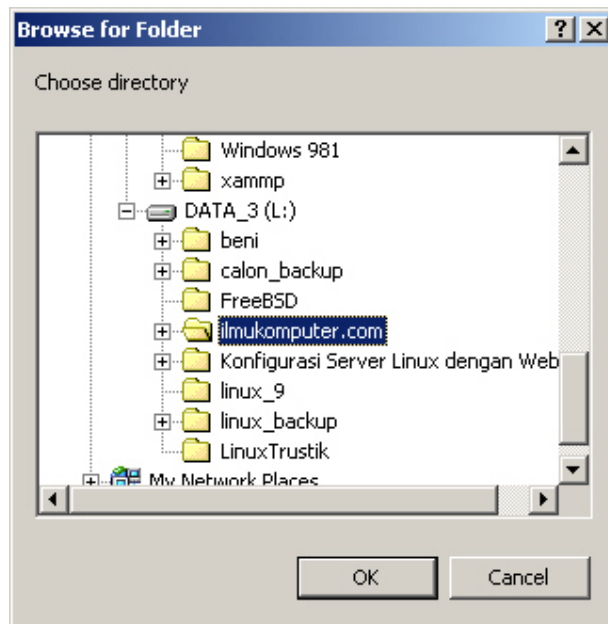 Browse for Folder
Choose directory
Windows 981
xammp
DATA_3 (L:)
beni
calon_backup
FreeBSD
ilmukomputer.com
Konfigurasi Server Linux dengan Web
linux_9
linux_backup
LinuxTrustik
My Network Places
OK Cancel